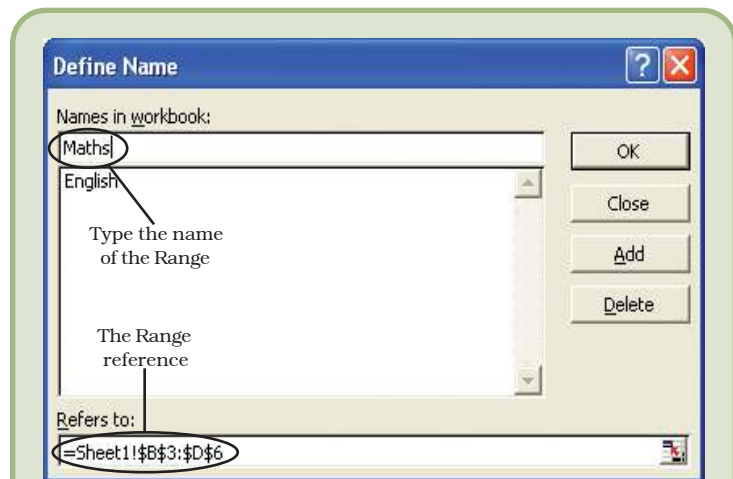 Define Name
Names in workbook:
Maths
OK
English
Close
Type the name
of the Range
Add
Delete
The Range
reference
Refers to:
=Sheet1!$B$3:$D$6